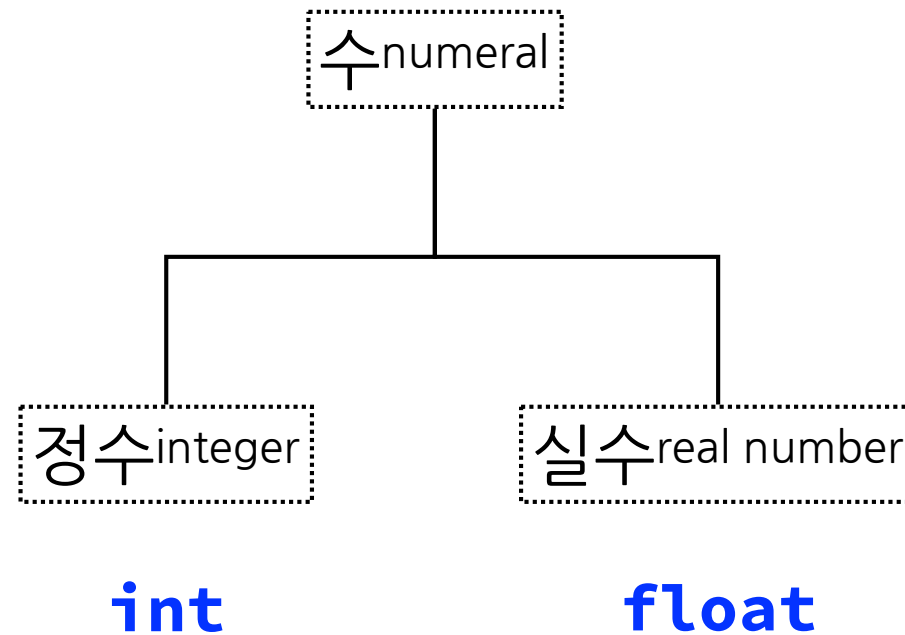 수numeral
정수integer
실수real number
int
float